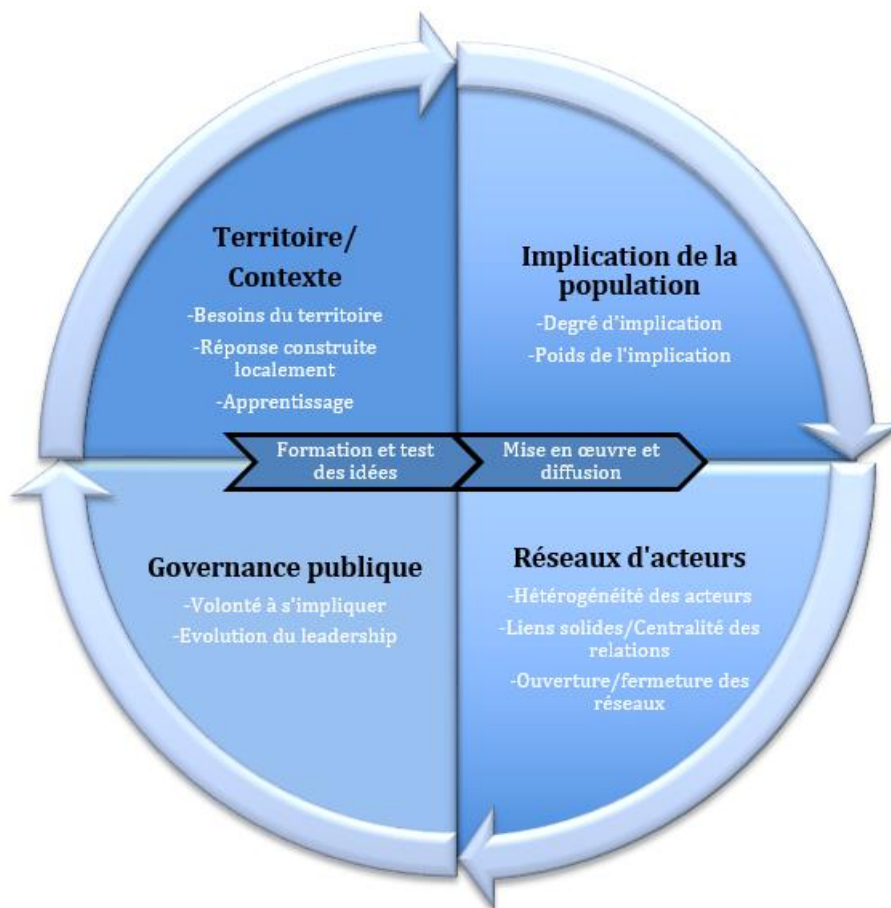 Territoire/
Contexte
-Besoins du territoire
-Réponse construite
localement
-Apprentissage
Implication de la
population
-Degré d'implication
-Poids de l'implication
Formation et test
des idées
Mise en œuvre et
diffusion
Governance publique
-Volonté à s'impliquer
-Evolution du leadership
Réseaux d'acteurs
-Hétérogénéité des acteurs
-Liens solides/Centralité des
relations
-Ouverture/fermeture des
réseaux